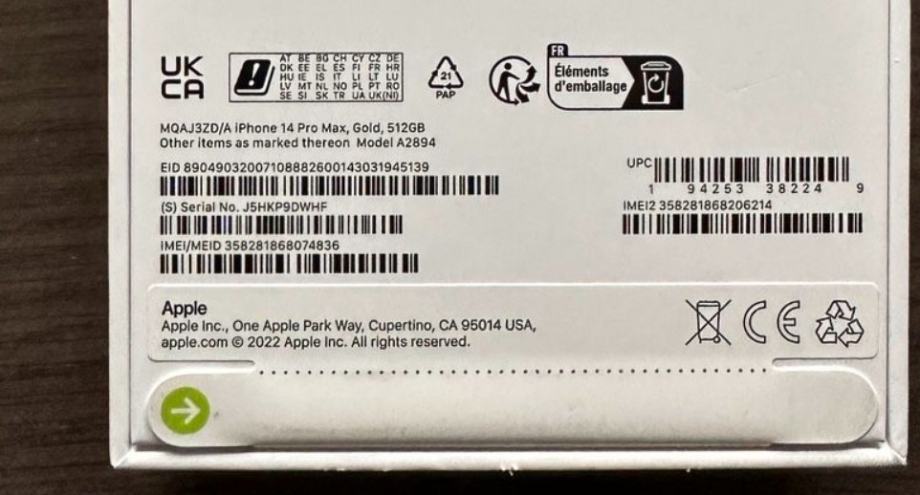 UK
CA
AT BE BG CH CY CZ DE
DK EE EL ES FI FR HR
HU IE IS IT LI LT LU
LV MT NL NO PL PT RO
SE SI SK TR UA UK(NI)
21
PAP
FR
Éléments
d'emballage
MQAJ3ZD/A iPhone 14 Pro Max, Gold, 512GB
Other items as marked thereon Model A2894
EID 89049032007108882600143031945139
(S) Serial No. J5HKP9DWHF
IMEI/MEID 358281868074836
UPC
1 94253 38224 9
IMEI2 358281868206214
Apple
Apple Inc., One Apple Park Way, Cupertino, CA 95014 USA,
apple.com © 2022 Apple Inc. All rights reserved.
CE